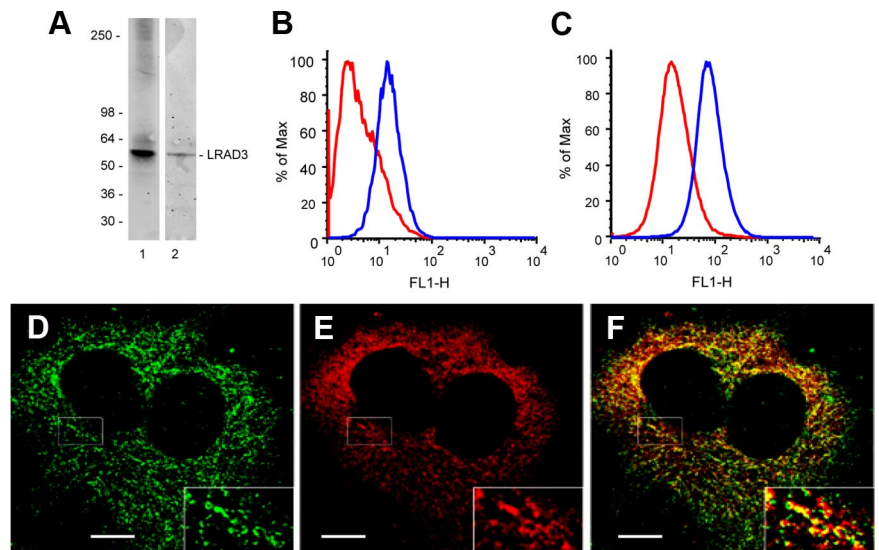 A
250 -
98 -
64 -
50 -
36 -
30 -
- LRAD3
1 2
B
% of Max
100
80
60
40
20
0
10^0 10^1 10^2 10^3 10^4
FL1-H
C
% of Max
100
80
60
40
20
0
10^0 10^1 10^2 10^3 10^4
FL1-H
D
E
F